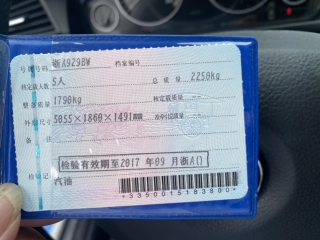 号牌号码 浙A929BW 档案编号
核定载人数 5人 总质量 2250kg
整备质量 1790kg 核定载质量 --
外廓尺寸 5055×1860×1491mm 准牵引总质量 --
备注
检验有效期至2017年09月浙A()
检验记录 汽油
*3350015183800*